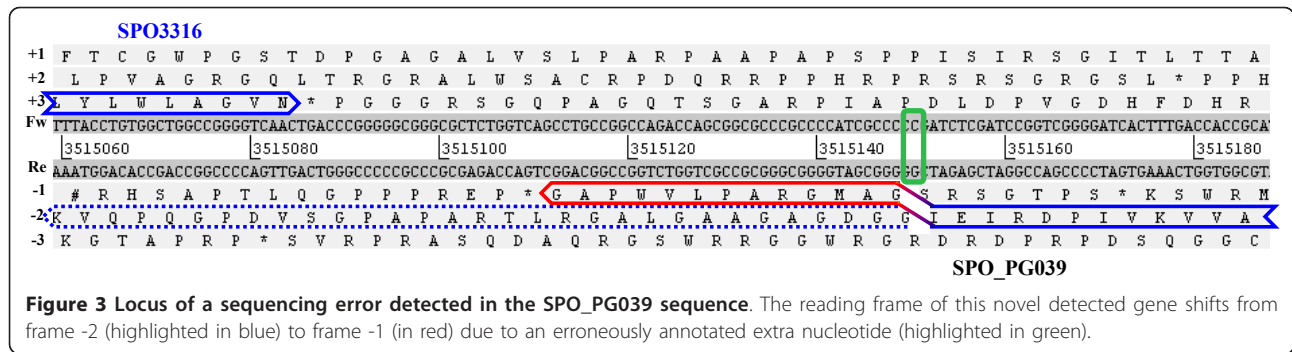 SPO3316
+1 F T C G W P G S T D P G A G A L V S L P A R P A A P A P S P P I S I R S G I T L T T A
+2 L P V A G R G Q L T R G R A L W S A C R P D Q R R P P H R P R S R S G R G S L * P P H
+3 L Y L W L A G V N * P G G G R S G Q P A G Q T S G A R P I A P D L D P V G D H F D H R
Fw TTTACCTGTGGCTGGCCGGGGTCAACTGACCCGGGGGCGGGCGCTCTGGTCAGCCTGCCGGCCAGACCAGCGGCGCCCGCCCCATCGCCCCCGATCTCGATCCGGTCGGGGATCACTTTGACCACCGCAT
3515060 3515080 3515100 3515120 3515140 3515160 3515180
Re AAATGGACACCGACCGGCCCCAGTTGACTGGGCCCCCGCCCGCGAGACCAGTCGGACGGCCGGTCTGGTCGCCGCGGGCGGGGTAGCGGGGGCTAGAGCTAGGCCAGCCCCTAGTGAAACTGGTGGCGTA
-1 # R H S A P T L Q G P P P R E P * G A P W V L P A R G M A G S R S G T P S * K S W R M
-2 K V Q P Q G P D V S G P A P A R T L R G A L G A A G A G D G G I E I R D P I V K V V A
-3 K G T A P R P * S V R P R A S Q D A Q R G S W R R G G W R G R D R D P R P D S Q G G C
SPO_PG039
Figure 3 Locus of a sequencing error detected in the SPO_PG039 sequence. The reading frame of this novel detected gene shifts from
frame -2 (highlighted in blue) to frame -1 (in red) due to an erroneously annotated extra nucleotide (highlighted in green).